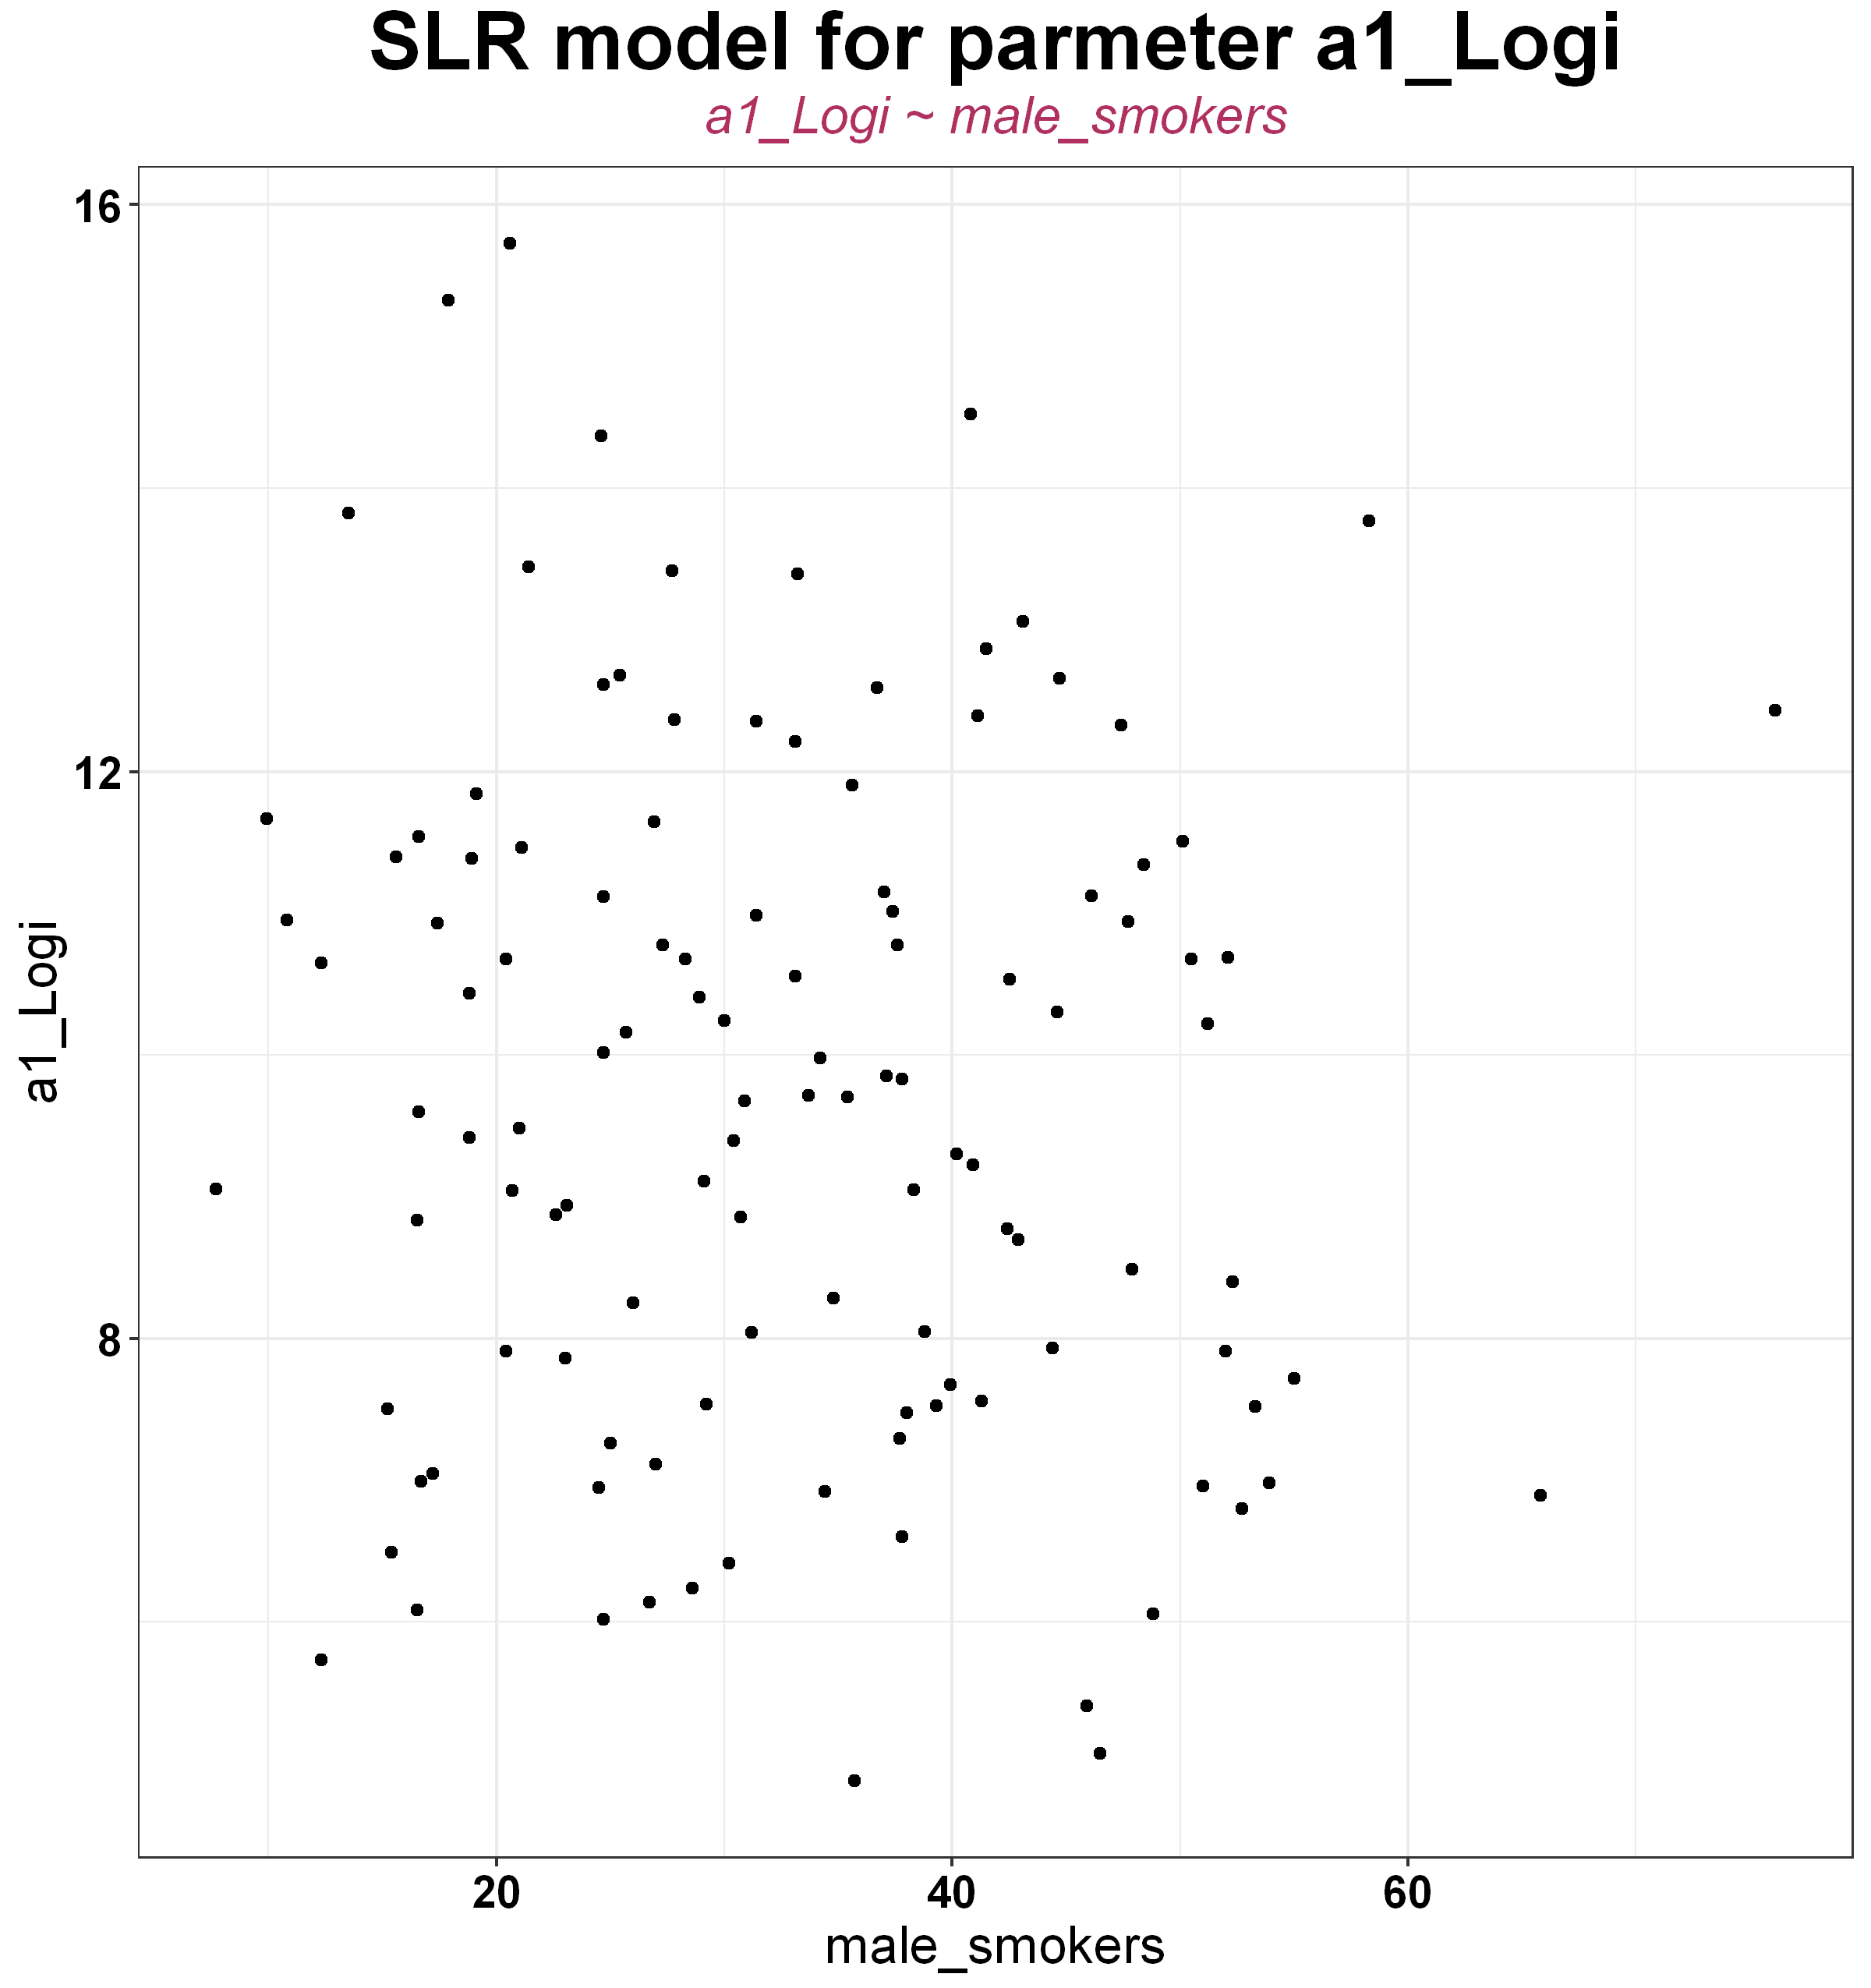 SLR model for parmeter a1_Logi
a1_Logi ~ male_smokers
16
12
8
a1_Logi
20 40 60
male_smokers